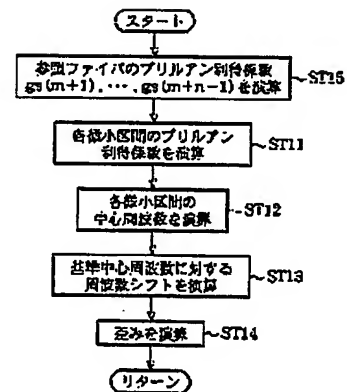 スタート
参照ファイバのブリルアン利得係数
gs(m+1), ･･･, gs(m+n-1)を演算
ST15
各微小区間のブリルアン
利得係数を演算
ST11
各微小区間の
中心周波数を演算
ST12
基準中心周波数に対する
周波数シフトを演算
ST13
歪みを演算
ST14
リターン